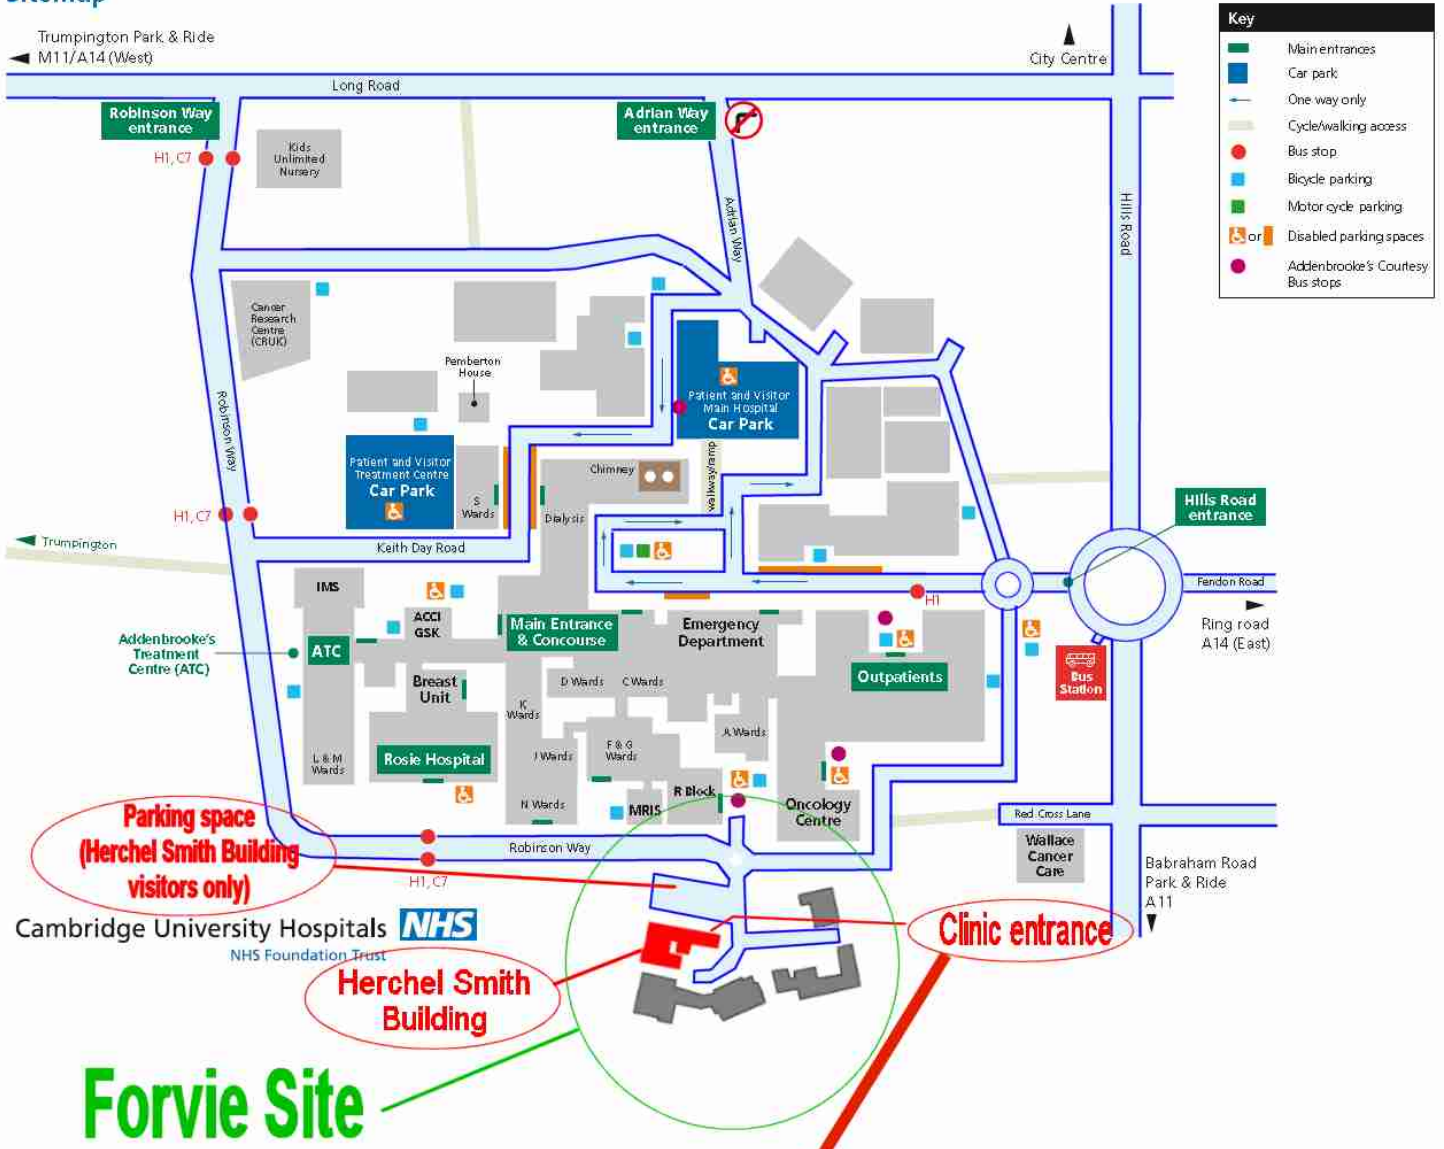 Sitemap
Trumpington Park & Ride
M11/A14 (West)
City Centre
Long Road
Robinson Way
entrance
Adrian Way
entrance
H1, C7
Kids
Unlimited
Nursery
Adrian Way
Hills Road
Key
Main entrances
Car park
One way only
Cycle/walking access
Bus stop
Bicycle parking
Motor cycle parking
or
Disabled parking spaces
Addenbrooke's Courtesy
Bus stops
Cancer
Research
Centre
(CRUK)
Pemberton
House
Patient and Visitor
Main Hospital
Car Park
Robinson Way
Patient and Visitor
Treatment Centre
Car Park
S
Wards
Chimney
walkway/ramp
Dialysis
H1, C7
Trumpington
Keith Day Road
Hills Road
entrance
Fendon Road
Ring road
A14 (East)
H1
IMS
ACCI
GSK
Main Entrance
& Concourse
Emergency
Department
Addenbrooke's
Treatment
Centre (ATC)
ATC
Breast
Unit
D Wards
C Wards
Outpatients
Bus
Station
K
Wards
A Wards
L & M
Wards
Rosie Hospital
J Wards
F & G
Wards
N Wards
MRIS
R Block
Oncology
Centre
Red Cross Lane
Wallace
Cancer
Care
Babraham Road
Park & Ride
A11
Robinson Way
H1, C7
Parking space
(Herchel Smith Building
visitors only)
Cambridge University Hospitals NHS
NHS Foundation Trust
Clinic entrance
Herchel Smith
Building
Forvie Site